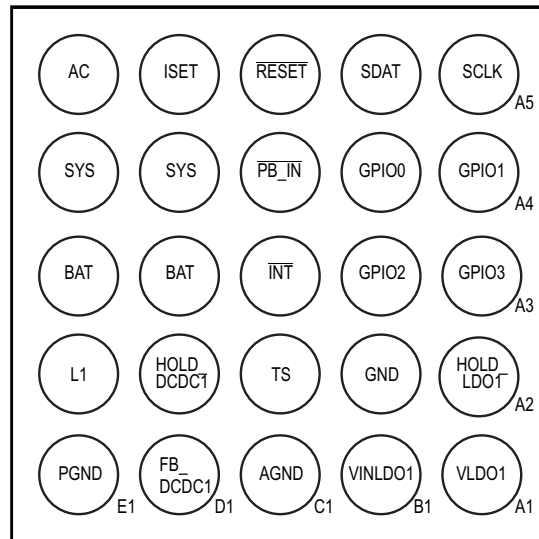 AC ISET RESET SDAT SCLK
A5
SYS SYS PB_IN GPIO0 GPIO1
A4
BAT BAT INT GPIO2 GPIO3
A3
L1 HOLD_ DCDC1 TS GND HOLD_ LDO1
A2
PGND FB_ DCDC1 AGND VINLDO1 VLDO1
E1 D1 C1 B1 A1